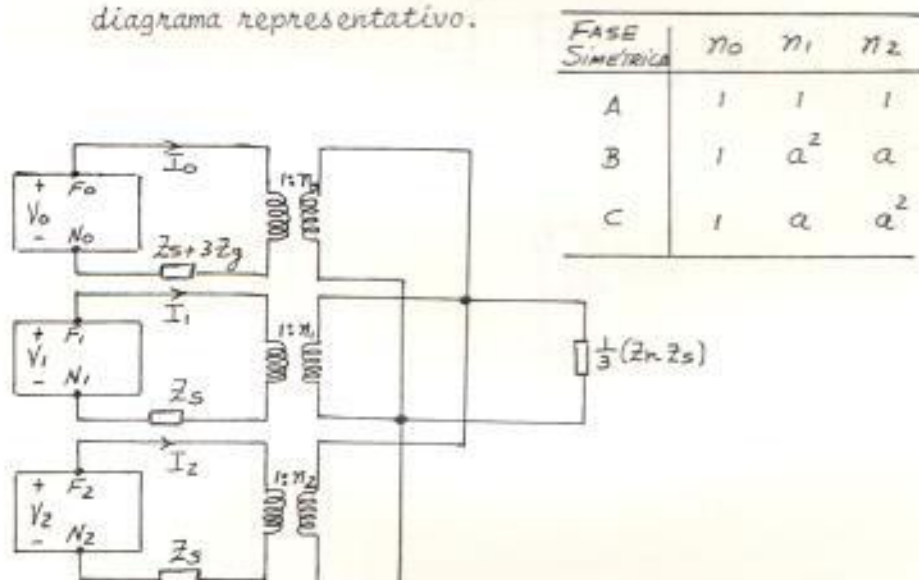 diagrama representativo.
FASE SIMÉTRICA n0 n1 n2
A 1 1 1
B 1 a² a
C 1 a a²
I0
+ F0
V0
- N0
1:n0
Zs+3Zg
I1
+ F1
V1
- N1
1:n1
Zs
1/3 (Zn Zs)
I2
+ F2
V2
- N2
1:n2
Zs